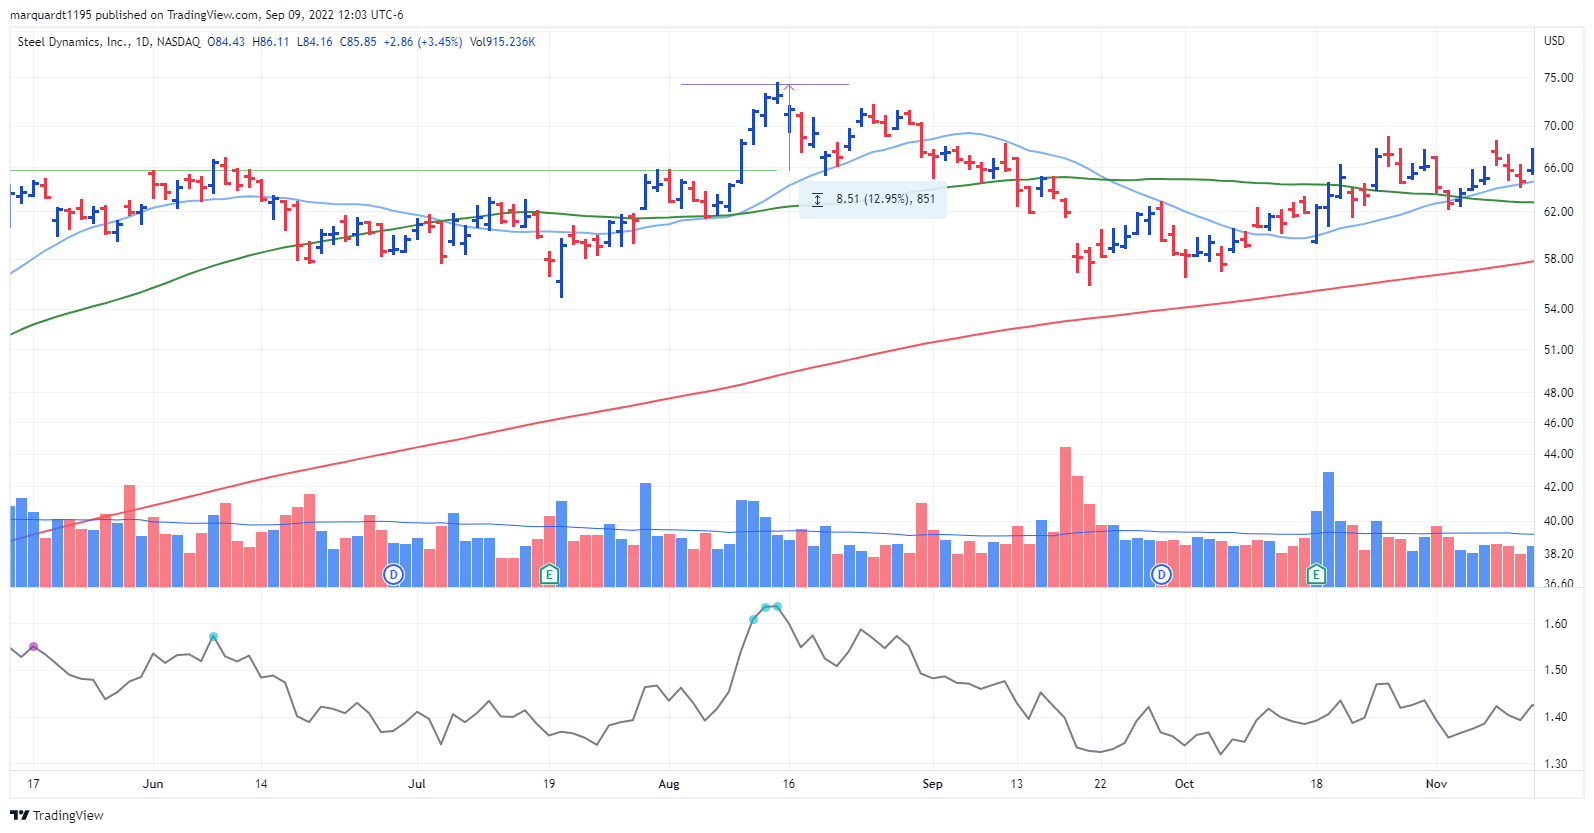 marquardt1195 published on TradingView.com, Sep 09, 2022 12:03 UTC-6
Steel Dynamics, Inc., 1D, NASDAQ O84.43 H86.11 L84.16 C85.85 +2.86 (+3.45%) Vol915.236K
USD
75.00
70.00
66.00
8.51 (12.95%), 851
62.00
58.00
54.00
51.00
48.00
46.00
44.00
42.00
40.00
38.20
D E D E
36.60
1.60
1.50
1.40
1.30
17 Jun 14 Jul 19 Aug 16 Sep 13 22 Oct 18 Nov
TradingView